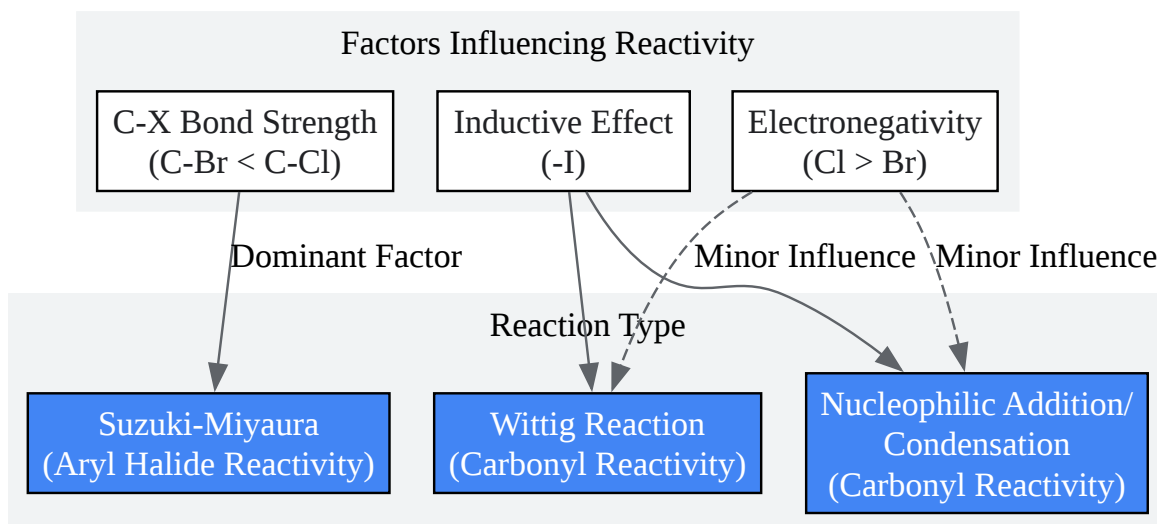 Factors Influencing Reactivity
C-X Bond Strength
(C-Br < C-Cl)
Inductive Effect
(-I)
Electronegativity
(Cl > Br)
Dominant Factor
Minor Influence
Minor Influence
Reaction Type
Suzuki-Miyaura
(Aryl Halide Reactivity)
Wittig Reaction
(Carbonyl Reactivity)
Nucleophilic Addition/
Condensation
(Carbonyl Reactivity)